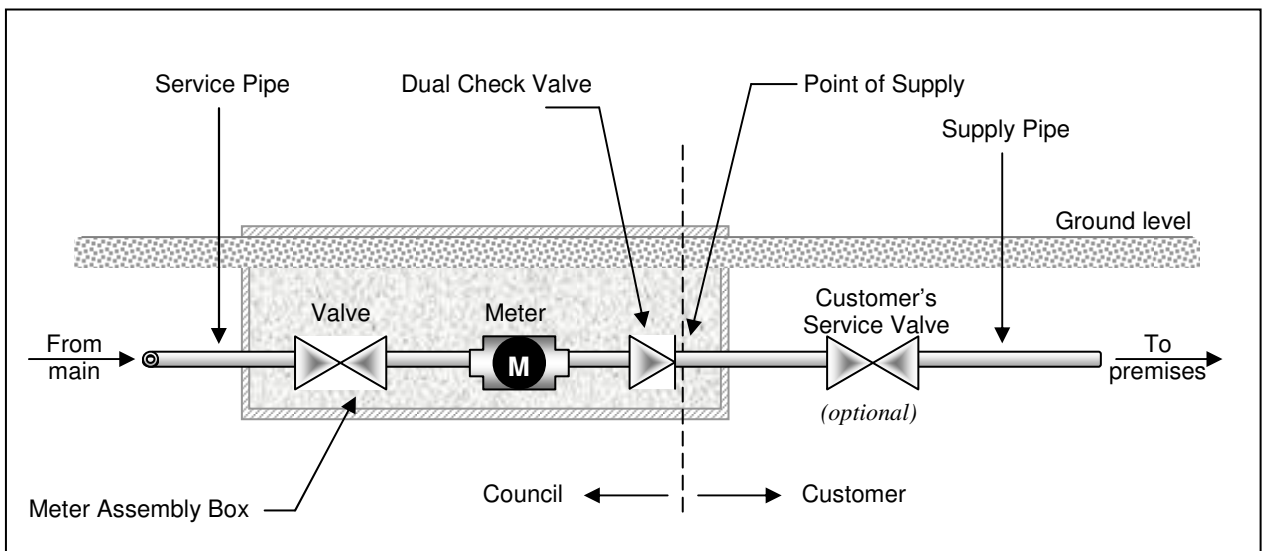 Service Pipe
Dual Check Valve
Point of Supply
Supply Pipe
Ground level
Valve
Meter
Customer's
Service Valve
From
main
M
To
premises
(optional)
Council
Customer
Meter Assembly Box